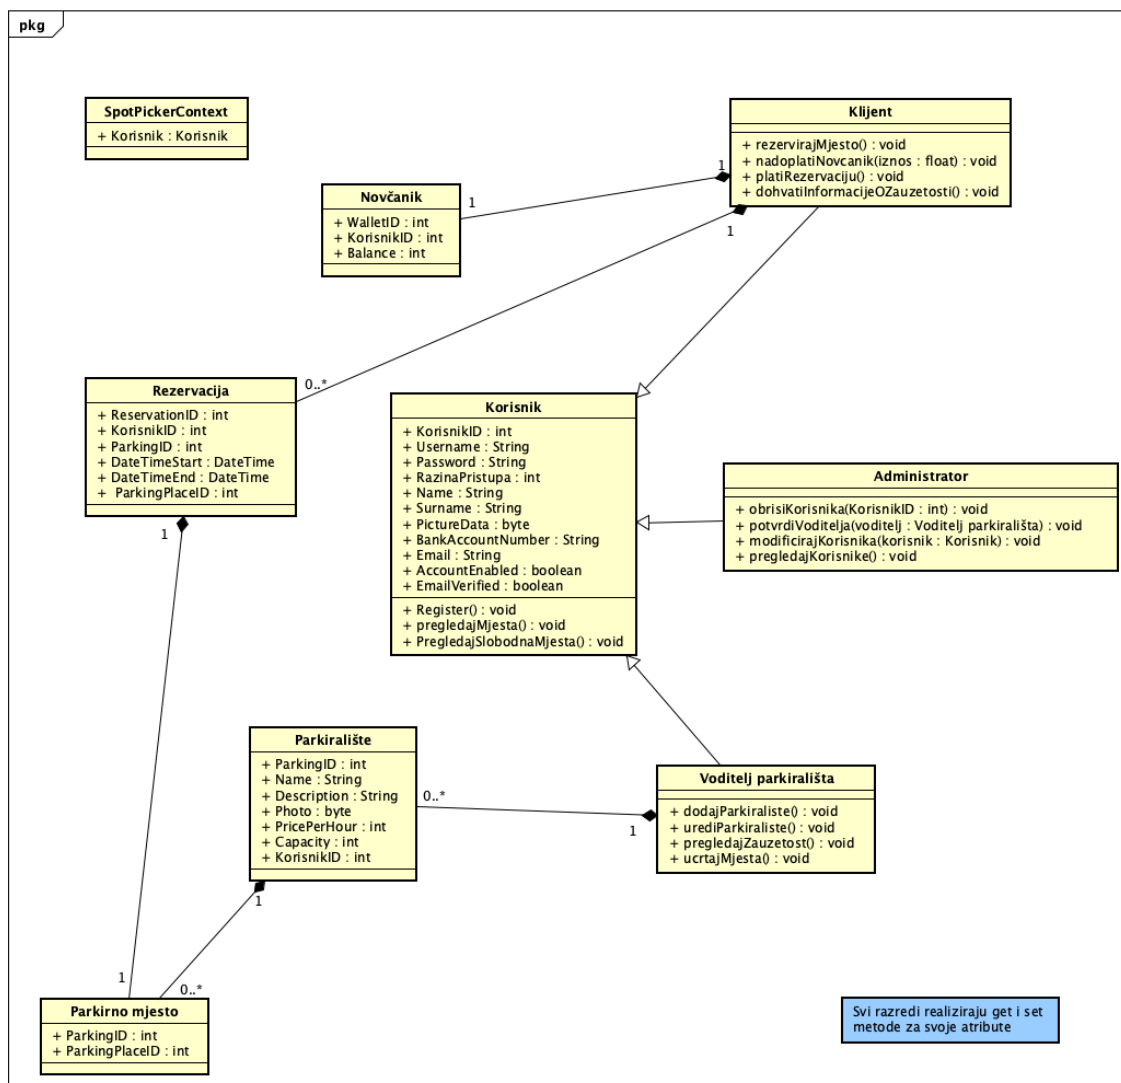 pkg
SpotPickerContext
+ Korisnik : Korisnik
Klijent
+ rezervirajMjesto() : void
+ nadoplatiNovcanik(iznos : float) : void
+ platiRezervaciju() : void
+ dohvatiInformacijeOZauzetosti() : void
1
1
1
Novčanik
+ WalletID : int
+ KorisnikID : int
+ Balance : int
0..*
Rezervacija
+ ReservationID : int
+ KorisnikID : int
+ ParkingID : int
+ DateTimeStart : DateTime
+ DateTimeEnd : DateTime
+ ParkingPlaceID : int
1
Korisnik
+ KorisnikID : int
+ Username : String
+ Password : String
+ RazinaPristupa : int
+ Name : String
+ Surname : String
+ PictureData : byte
+ BankAccountNumber : String
+ Email : String
+ AccountEnabled : boolean
+ EmailVerified : boolean
+ Register() : void
+ pregledajMjesta() : void
+ PregledajSlobodnaMjesta() : void
Administrator
+ obrisiKorisnika(KorisnikID : int) : void
+ potvrdiVoditelja(voditelj : Voditelj parkirališta) : void
+ modificirajKorisnika(korisnik : Korisnik) : void
+ pregledajKorisnike() : void
Parkiralište
+ ParkingID : int
+ Name : String
+ Description : String
+ Photo : byte
+ PricePerHour : int
+ Capacity : int
+ KorisnikID : int
0..*
1
Voditelj parkirališta
+ dodajParkiraliste() : void
+ urediParkiraliste() : void
+ pregledajZauzetost() : void
+ ucrtajMjesta() : void
1
1
0..*
Parkirno mjesto
+ ParkingID : int
+ ParkingPlaceID : int
Svi razredi realiziraju get i set
metode za svoje atribute